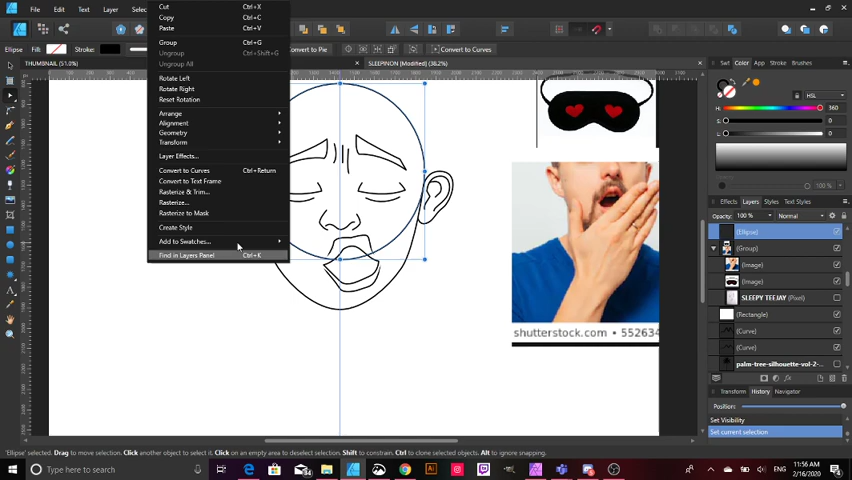 File
Edit
Text
Layer
Selec
Ellipse
Fill:
Stroke:
Convert to Pie
Convert to Curves
THUMBNAIL (51.0%)
SLEEPINON [Modified] (38.2%)
Cut Ctrl+X
Copy Ctrl+C
Paste Ctrl+V
Group Ctrl+G
Ungroup Ctrl+Shift+G
Ungroup All
Rotate Left
Rotate Right
Reset Rotation
Arrange
Alignment
Geometry
Transform
Layer Effects...
Convert to Curves Ctrl+Return
Convert to Text Frame
Rasterize & Trim...
Rasterize...
Rasterize to Mask
Create Style
Add to Swatches...
Find in Layers Panel Ctrl+K
shutterstock.com • 552634
Set Color App Stroke
HSL
H: 360
S: 0
L: 0
Opacity 100 %
Effects Layers Styles Text Styles
Opacity: 100 % Normal
(Ellipse)
(Group)
(Image)
(Image)
SLEEPY TEEJAY (Pixel)
(Rectangle)
(Curve)
(Curve)
palm-tree-silhouette-vol-2-
Transform History Navigator
Position:
Set Visibility
Set current selection
'Ellipse' selected. Drag to move selection. Click another object to select it. Click on an empty area to deselect selection. Shift to constrain. Ctrl to clone selected objects. Alt to ignore snapping.
Type here to search
ENG
11:56 AM
2/16/2020